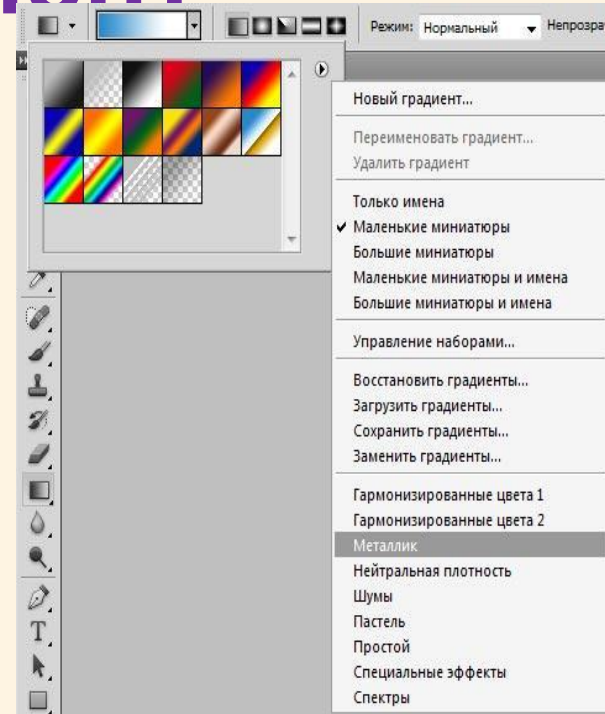 Режим: Нормальный Непозра
Новый градиент...
Переименовать градиент...
Удалить градиент
Только имена
Маленькие миниатюры
Большие миниатюры
Маленькие миниатюры и имена
Большие миниатюры и имена
Управление наборами...
Восстановить градиенты...
Загрузить градиенты...
Сохранить градиенты...
Заменить градиенты...
Гармонизированные цвета 1
Гармонизированные цвета 2
Металлик
Нейтральная плотность
Шумы
Пастель
Простой
Специальные эффекты
Спектры